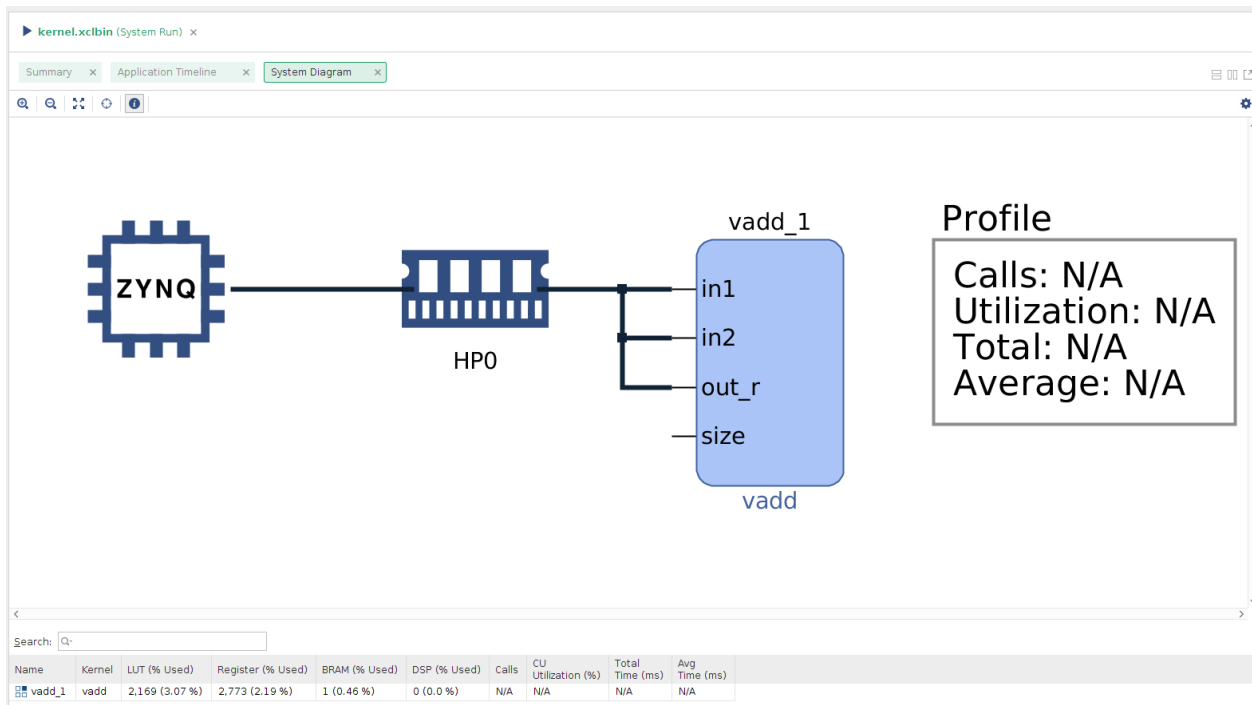 kernel.xclbin (System Run)
Summary Application Timeline System Diagram
vadd_1
Profile
ZYNQ
HP0
in1
in2
out_r
size
vadd
Calls: N/A
Utilization: N/A
Total: N/A
Average: N/A
Search:
Name Kernel LUT (% Used) Register (% Used) BRAM (% Used) DSP (% Used) Calls CU Utilization (%) Total Time (ms) Avg Time (ms)
vadd_1 vadd 2,169 (3.07 %) 2,773 (2.19 %) 1 (0.46 %) 0 (0.0 %) N/A N/A N/A N/A